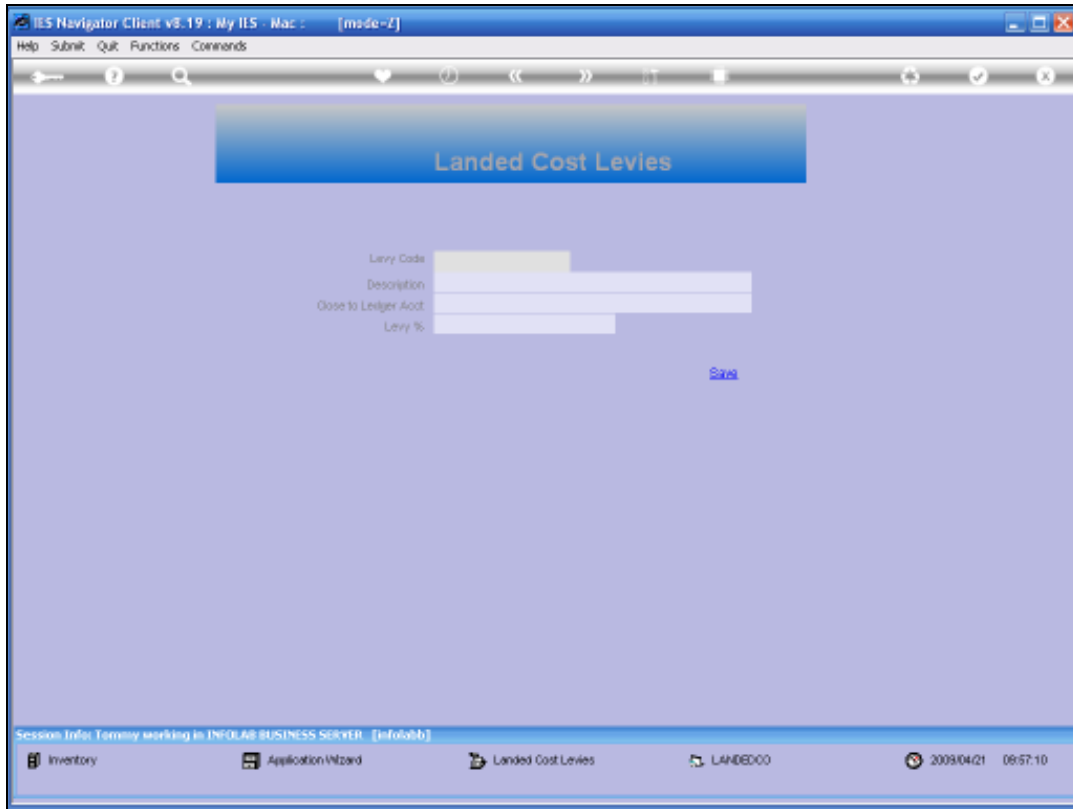 IES Navigator Client v8.19 : My IES - Mac : [mode=Z]
Help Submit Quit Functions Commands
Landed Cost Levies
Levy Code
Description
Close to Ledger Acct
Levy %
Save
Session Info: Tommy working in INFOLAB BUSINESS SERVER [infolabb]
Inventory Application Wizard Landed Cost Levies LANDEDCO 2009/04/21 09:57:10